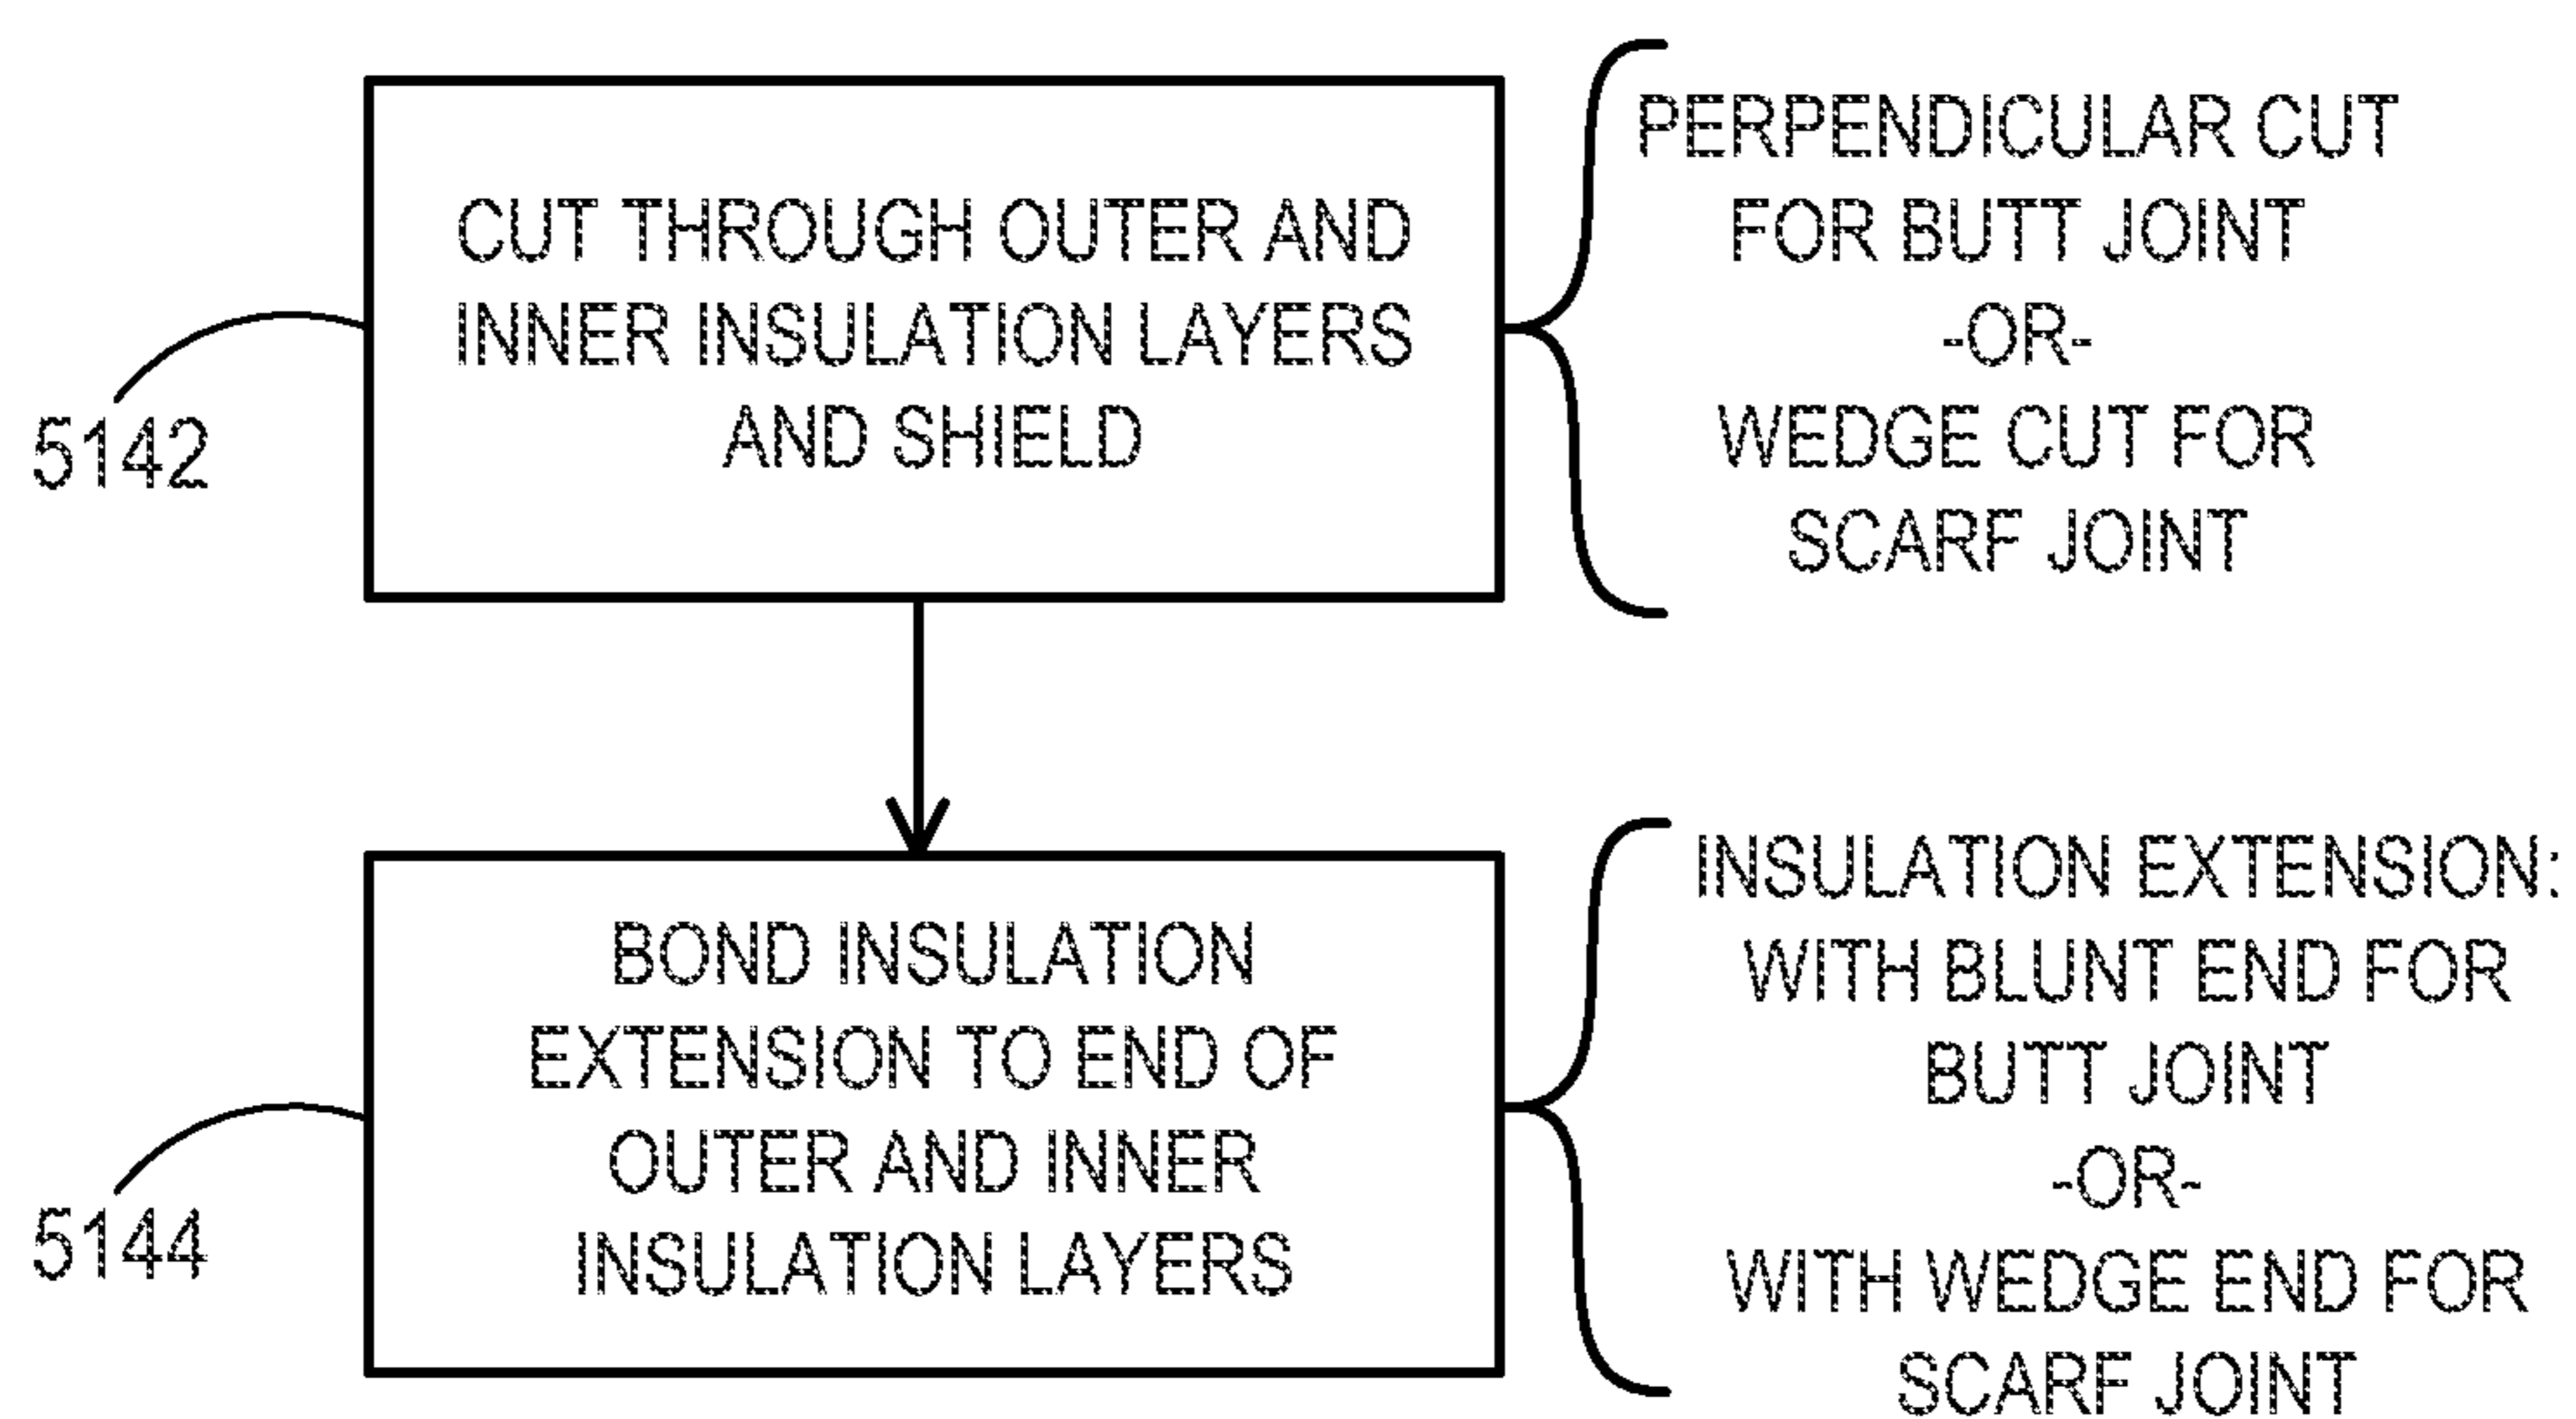 CUT THROUGH OUTER AND
INNER INSULATION LAYERS
AND SHIELD
5142
PERPENDICULAR CUT
FOR BUTT JOINT
-OR-
WEDGE CUT FOR
SCARF JOINT
BOND INSULATION
EXTENSION TO END OF
OUTER AND INNER
INSULATION LAYERS
5144
INSULATION EXTENSION:
WITH BLUNT END FOR
BUTT JOINT
-OR-
WITH WEDGE END FOR
SCARF JOINT